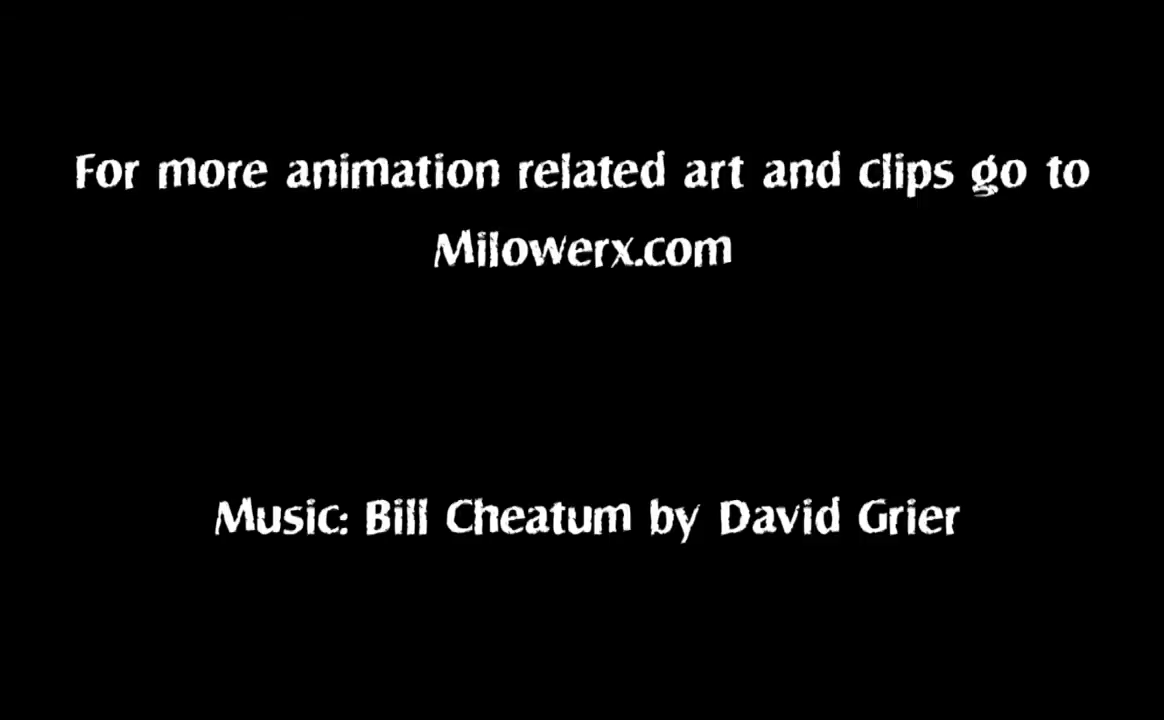 For more animation related art and clips go to
Milowerx.com
Music: Bill Cheatum by David Grier